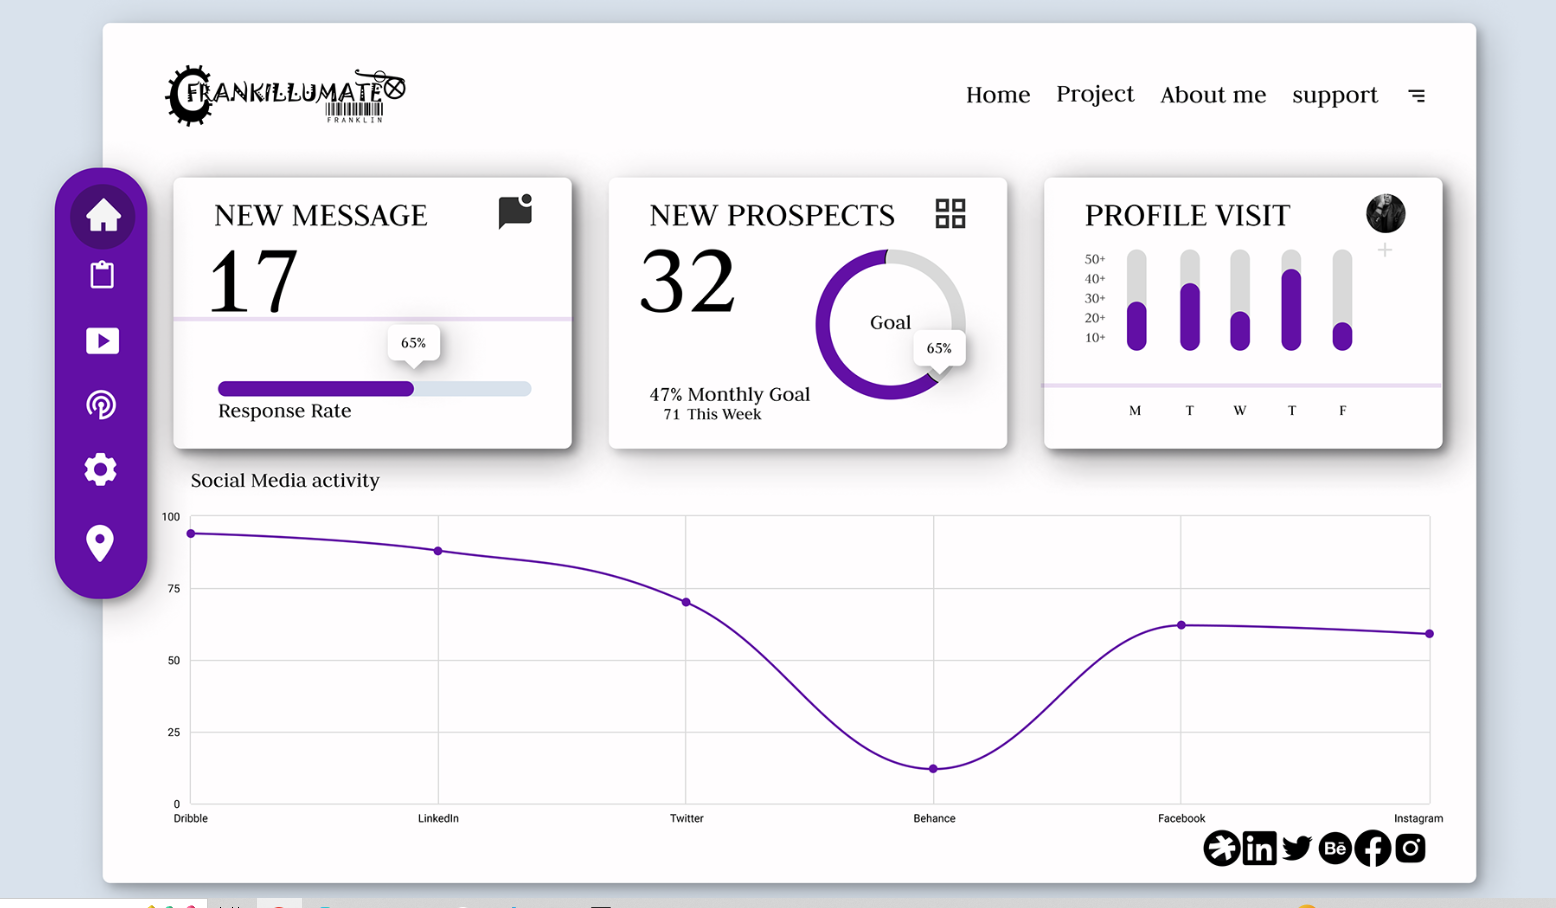 FRANKILLUMATE
FRANKLIN
Home Project About me support
NEW MESSAGE
17
65%
Response Rate
NEW PROSPECTS
32
Goal
65%
47% Monthly Goal
71 This Week
PROFILE VISIT
50+
40+
30+
20+
10+
M T W T F
Social Media activity
100
75
50
25
0
Dribble LinkedIn Twitter Behance Facebook Instagram
in Bē f